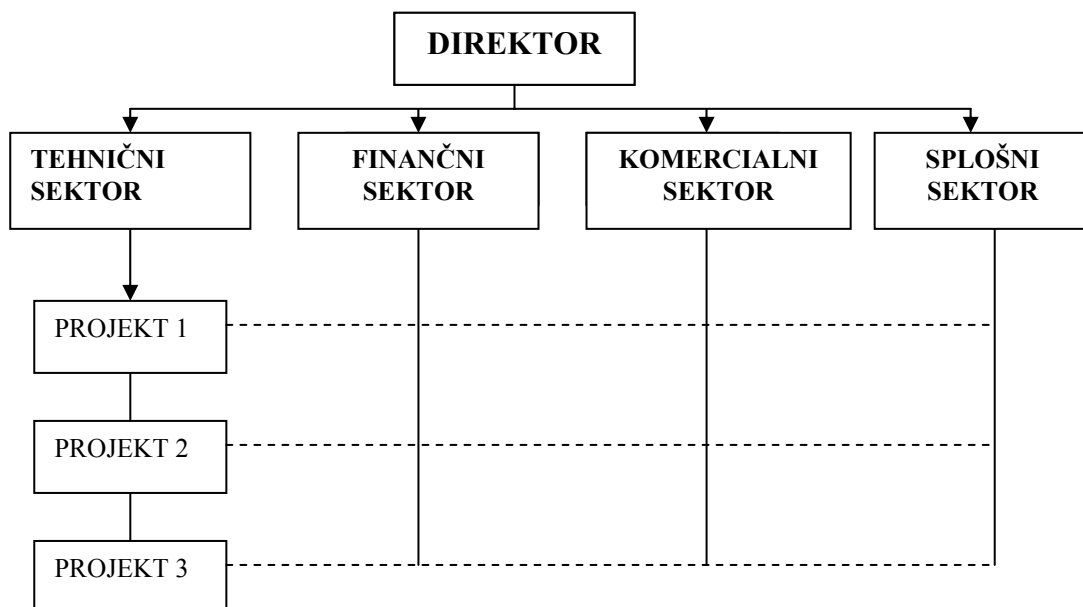 DIREKTOR
TEHNIČNI
SEKTOR
FINANČNI
SEKTOR
KOMERCIALNI
SEKTOR
SPLOŠNI
SEKTOR
PROJEKT 1
PROJEKT 2
PROJEKT 3